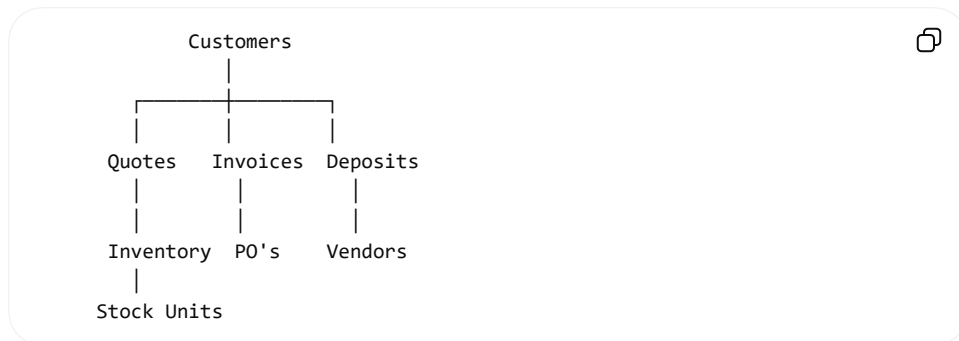 Customers
Quotes Invoices Deposits
Inventory PO's Vendors
Stock Units